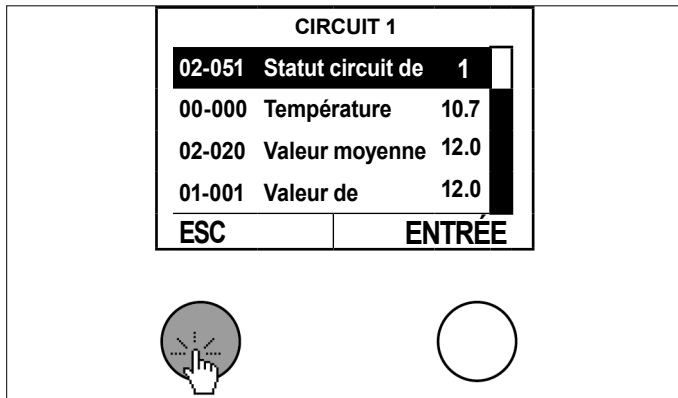 CIRCUIT 1
02-051 Statut circuit de 1
00-000 Température 10.7
02-020 Valeur moyenne 12.0
01-001 Valeur de 12.0
ESC ENTRÉE